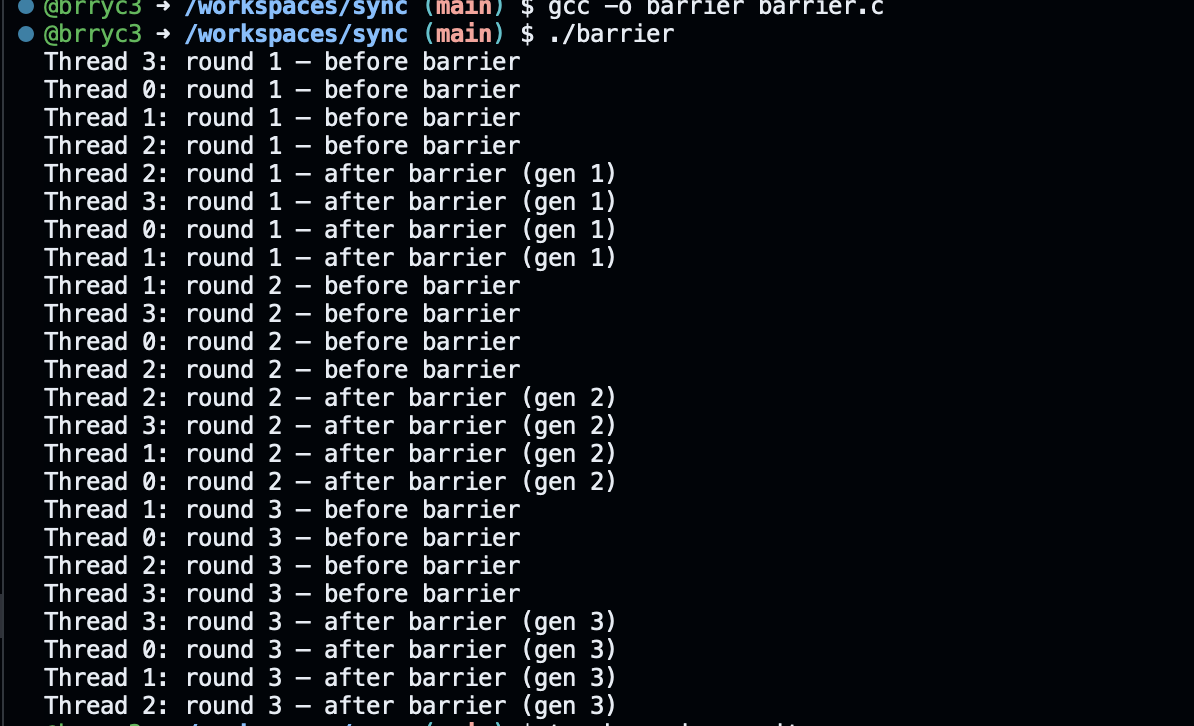 @brryc3 ➜ /workspaces/sync (main) $ gcc -o barrier barrier.c
@brryc3 ➜ /workspaces/sync (main) $ ./barrier
Thread 3: round 1 — before barrier
Thread 0: round 1 — before barrier
Thread 1: round 1 — before barrier
Thread 2: round 1 — before barrier
Thread 2: round 1 — after barrier (gen 1)
Thread 3: round 1 — after barrier (gen 1)
Thread 0: round 1 — after barrier (gen 1)
Thread 1: round 1 — after barrier (gen 1)
Thread 1: round 2 — before barrier
Thread 3: round 2 — before barrier
Thread 0: round 2 — before barrier
Thread 2: round 2 — before barrier
Thread 2: round 2 — after barrier (gen 2)
Thread 3: round 2 — after barrier (gen 2)
Thread 1: round 2 — after barrier (gen 2)
Thread 0: round 2 — after barrier (gen 2)
Thread 1: round 3 — before barrier
Thread 0: round 3 — before barrier
Thread 2: round 3 — before barrier
Thread 3: round 3 — before barrier
Thread 3: round 3 — after barrier (gen 3)
Thread 0: round 3 — after barrier (gen 3)
Thread 1: round 3 — after barrier (gen 3)
Thread 2: round 3 — after barrier (gen 3)